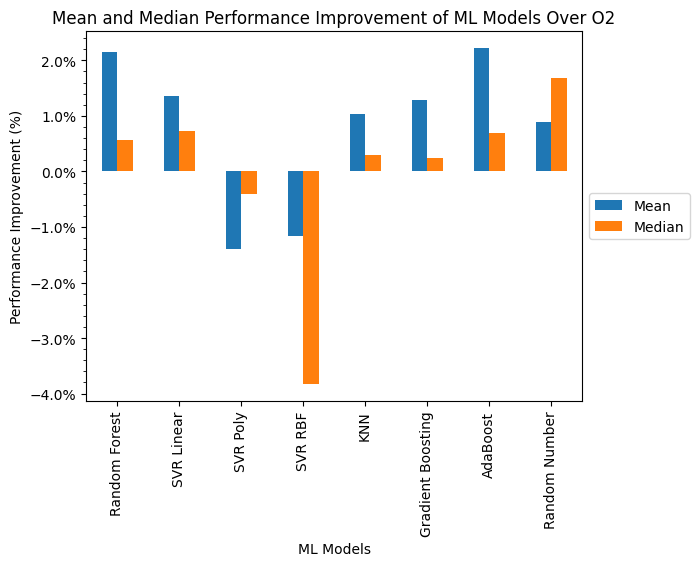 Mean and Median Performance Improvement of ML Models Over O2
Performance Improvement (%)
2.0%
1.0%
0.0%
−1.0%
−2.0%
−3.0%
−4.0%
Mean
Median
Random Forest
SVR Linear
SVR Poly
SVR RBF
KNN
Gradient Boosting
AdaBoost
Random Number
ML Models